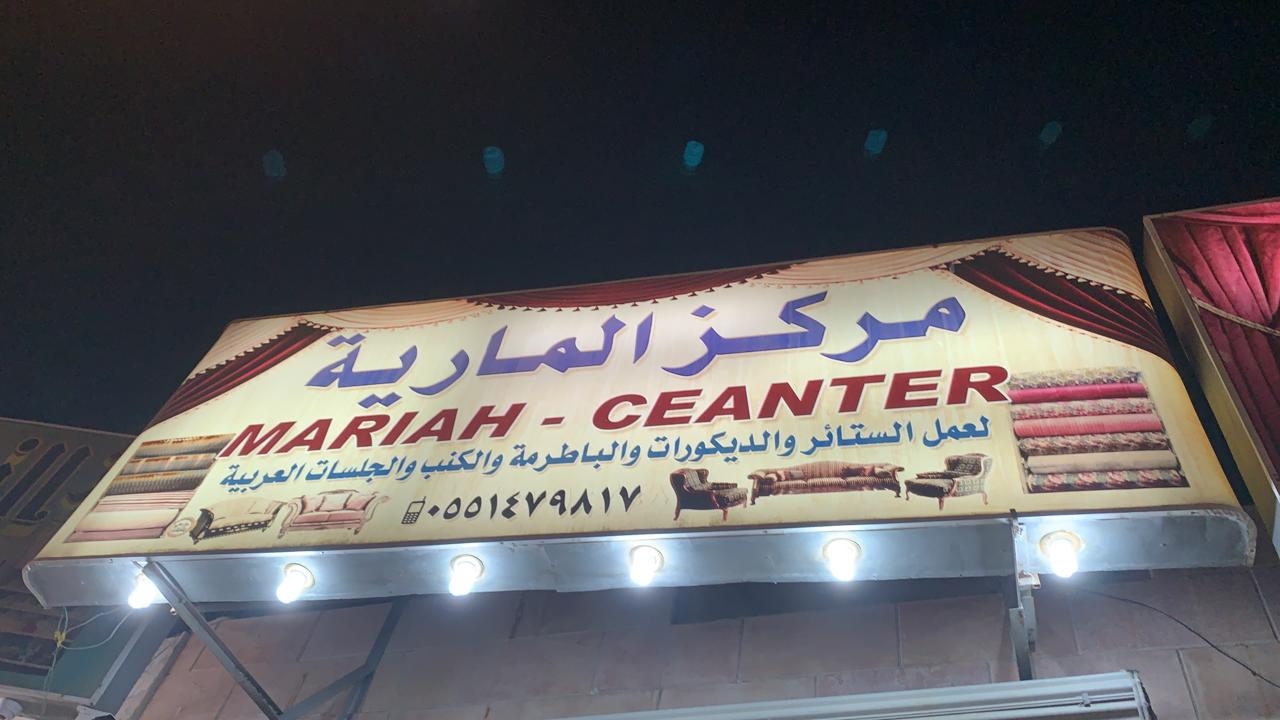 مركز المارية
MARIAH - CEANTER
لعمل الستائر والديكورات والباطرمة والكنب والجلسات العربية
٠٥٥١٤٧٩٨١٧